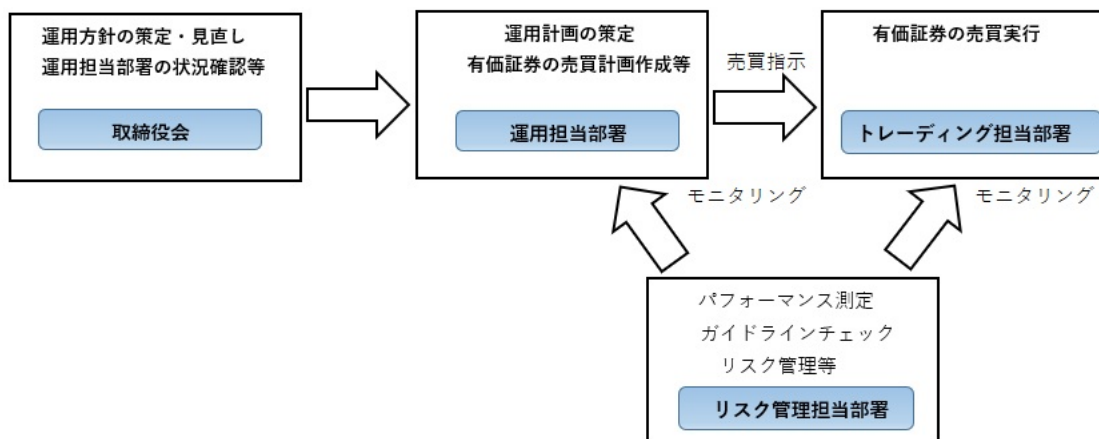 運用方針の策定・見直し
運用担当部署の状況確認等
取締役会
運用計画の策定
有価証券の売買計画作成等
運用担当部署
売買指示
有価証券の売買実行
トレーディング担当部署
モニタリング
モニタリング
パフォーマンス測定
ガイドラインチェック
リスク管理等
リスク管理担当部署